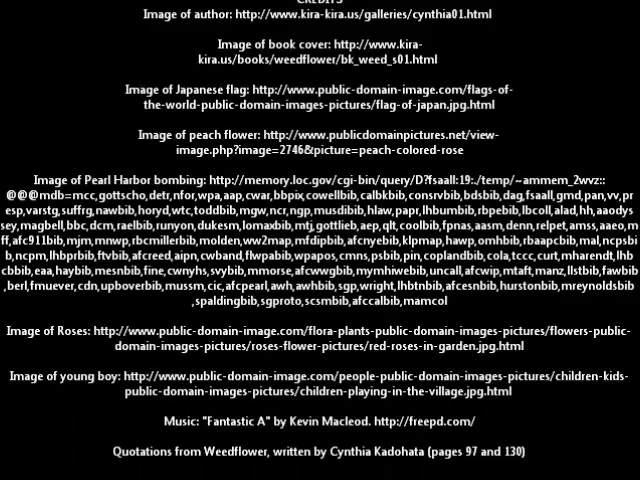 CREDITS
Image of author: http://www.kira-kira.us/galleries/cynthia01.html
Image of book cover: http://www.kira-
kira.us/books/weedflower/bk_weed_s01.html
Image of Japanese flag: http://www.public-domain-image.com/flags-of-
the-world-public-domain-images-pictures/flag-of-japan.jpg.html
Image of peach flower: http://www.publicdomainpictures.net/view-
image.php?image=2746&picture=peach-colored-rose
Image of Pearl Harbor bombing: http://memory.loc.gov/cgi-bin/query/D?fsaall:19:./temp/~ammem_2wvz::
@@@mdb=mcc,gottscho,detr,nfor,wpa,aap,cwar,bbpix,cowellbib,calbkbib,consrvbib,bdsbib,dag,fsaall,gmd,pan,vv,pr
esp,varstg,suffrg,nawbib,horyd,wtc,toddbib,mgw,ncr,ngp,musdibib,hlaw,papr,lhbumbib,rbpebib,lbcoll,alad,hh,aaodys
sey,magbell,bbc,dcm,raelbib,runyon,dukesm,lomaxbib,mtj,gottlieb,aep,qlt,coolbib,fpnas,aasm,denn,relpet,amss,aaeo,m
ff,afc911bib,mjm,mnwp,rbcmillerbib,molden,ww2map,mfdipbib,afcnyebib,klpmap,hawp,omhbib,rbaapcbib,mal,ncpsbi
b,ncpm,lhbprbib,ftvbib,afcreed,aipn,cwband,flwpabib,wpapos,cmns,psbib,pin,coplandbib,cola,tccc,curt,mharendt,lhb
cbbib,eaa,haybib,mesnbib,fine,cwnyhs,svybib,mmorse,afcwwgbib,mymhiwebib,uncall,afcwip,mtaft,manz,llstbib,fawbib
,berl,fmuever,cdn,upboverbib,mussm,cic,afcpearl,awh,awhbib,sgp,wright,lhbtnbib,afcesnbib,hurstonbib,mreynoldsbib
,spaldingbib,sgproto,scsmbib,afccalbib,mamcol
Image of Roses: http://www.public-domain-image.com/flora-plants-public-domain-images-pictures/flowers-public-
domain-images-pictures/roses-flower-pictures/red-roses-in-garden.jpg.html
Image of young boy: http://www.public-domain-image.com/people-public-domain-images-pictures/children-kids-
public-domain-images-pictures/children-playing-in-the-village.jpg.html
Music: "Fantastic A" by Kevin Macleod. http://freepd.com/
Quotations from Weedflower, written by Cynthia Kadohata (pages 97 and 130)